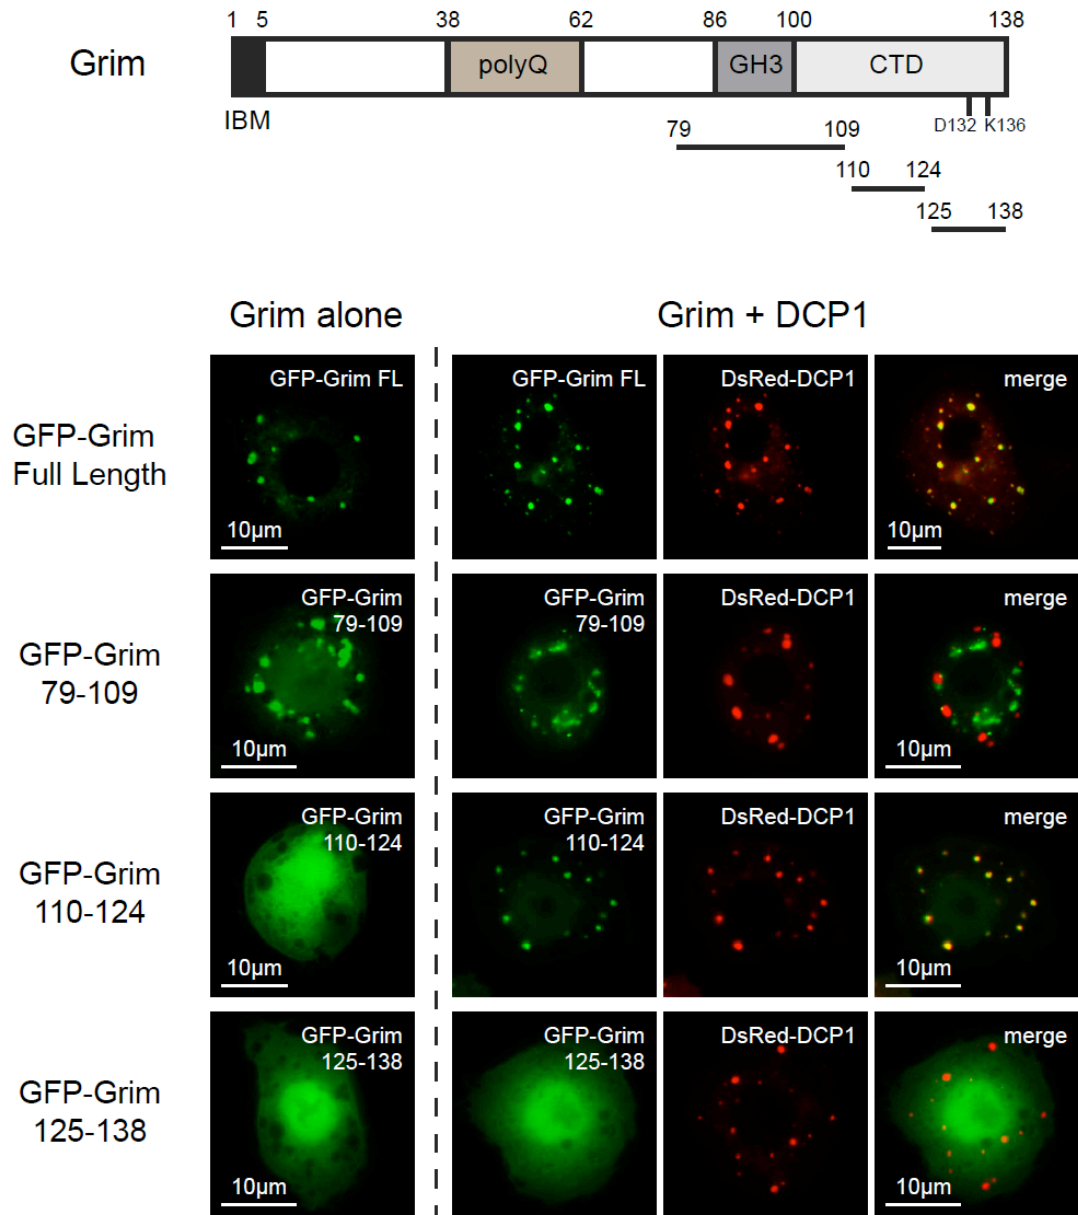 1 5 38 62 86 100 138
Grim polyQ GH3 CTD
IBM D132 K136
79 109
110 124
125 138
Grim alone Grim + DCP1
GFP-Grim
Full Length
GFP-Grim FL GFP-Grim FL DsRed-DCP1 merge
10μm 10μm
GFP-Grim
79-109
GFP-Grim
79-109
GFP-Grim
79-109
DsRed-DCP1 merge
10μm 10μm
GFP-Grim
110-124
GFP-Grim
110-124
GFP-Grim
110-124
DsRed-DCP1 merge
10μm 10μm
GFP-Grim
125-138
GFP-Grim
125-138
GFP-Grim
125-138
DsRed-DCP1 merge
10μm 10μm